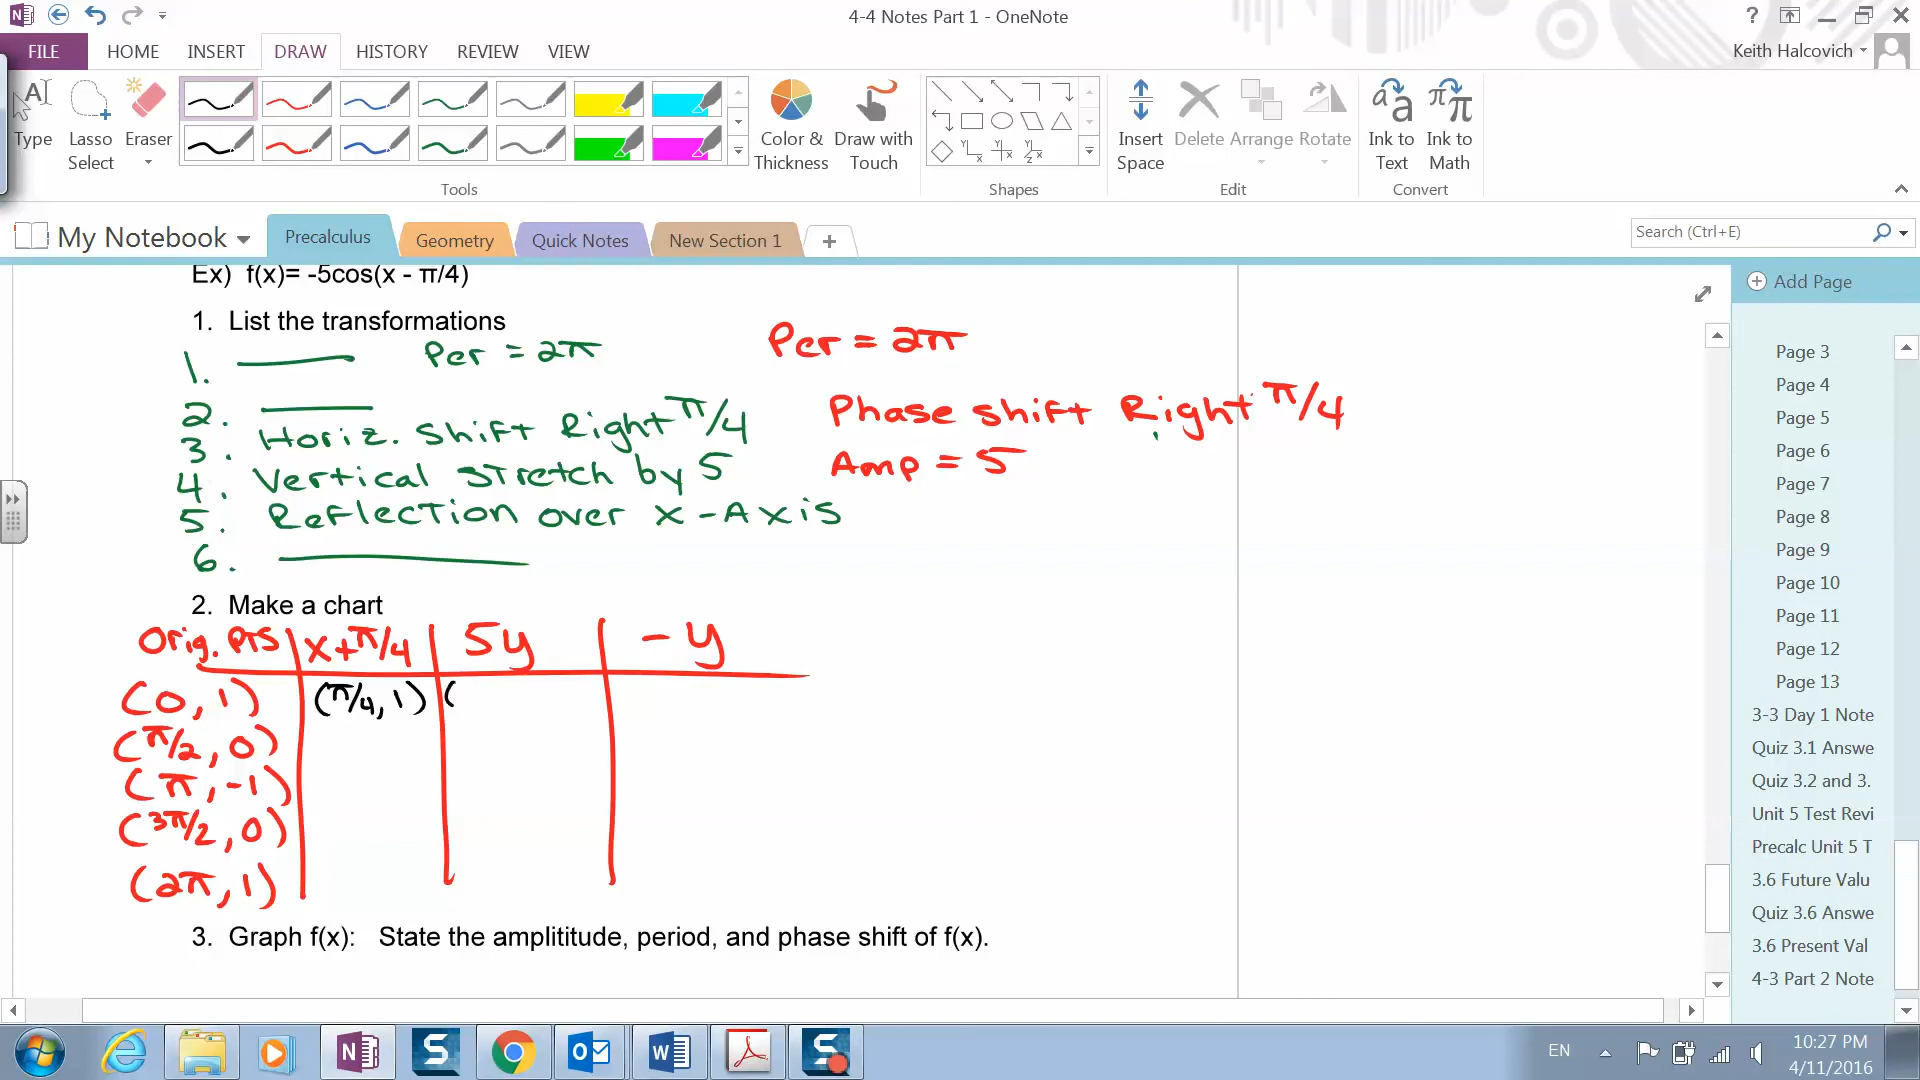 4-4 Notes Part 1 - OneNote
FILE HOME INSERT DRAW HISTORY REVIEW VIEW
Keith Halcovich
Type
Lasso Select
Eraser
Color & Thickness
Draw with Touch
Insert Space
Delete
Arrange
Rotate
Ink to Text
Ink to Math
Tools
Shapes
Edit
Convert
My Notebook
Precalculus
Geometry
Quick Notes
New Section 1
Search (Ctrl+E)
Add Page
Ex) f(x)= -5cos(x - π/4)
1. List the transformations
1. Per = 2π
2.
3. Horiz. Shift Right π/4
4. Vertical Stretch by 5
5. Reflection over x-Axis
6.
Per = 2π
Phase shift Right π/4
Amp = 5
2. Make a chart
Orig. PTS x+π/4 5y -y
(0, 1) (π/4, 1) (
(π/2, 0)
(π, -1)
(3π/2, 0)
(2π, 1)
3. Graph f(x): State the amplititude, period, and phase shift of f(x).
Page 3
Page 4
Page 5
Page 6
Page 7
Page 8
Page 9
Page 10
Page 11
Page 12
Page 13
3-3 Day 1 Note
Quiz 3.1 Answe
Quiz 3.2 and 3.
Unit 5 Test Revi
Precalc Unit 5 T
3.6 Future Valu
Quiz 3.6 Answe
3.6 Present Val
4-3 Part 2 Note
EN
10:27 PM
4/11/2016